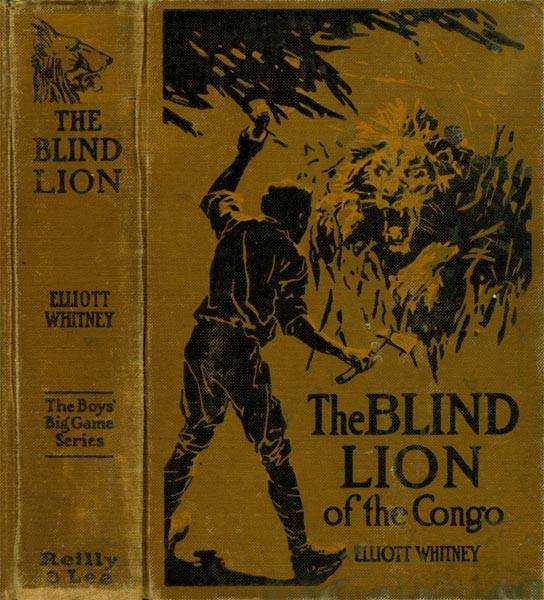 THE
BLIND
LION
ELLIOTT
WHITNEY
The Boys'
Big Game
Series
Reilly
& Lee
The BLIND
LION
of the Congo
ELLIOTT WHITNEY